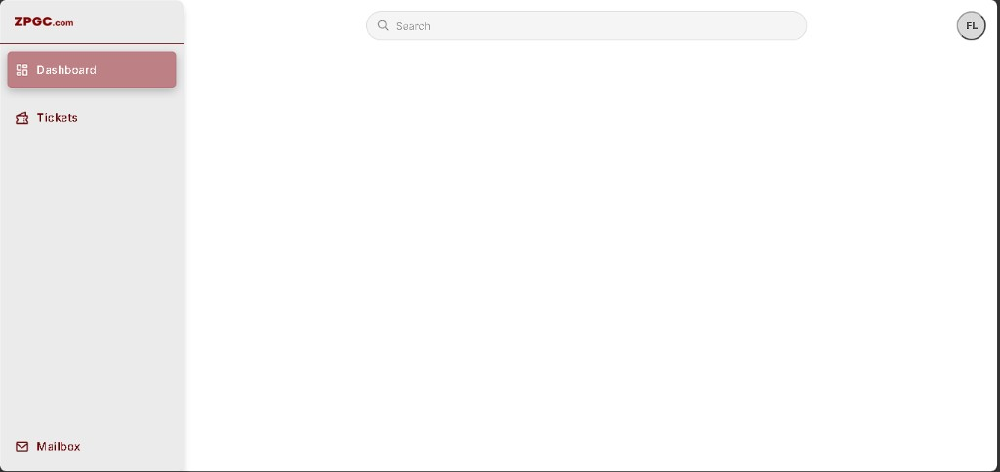 ZPGC.com
Search
FL
Dashboard
Tickets
Mailbox